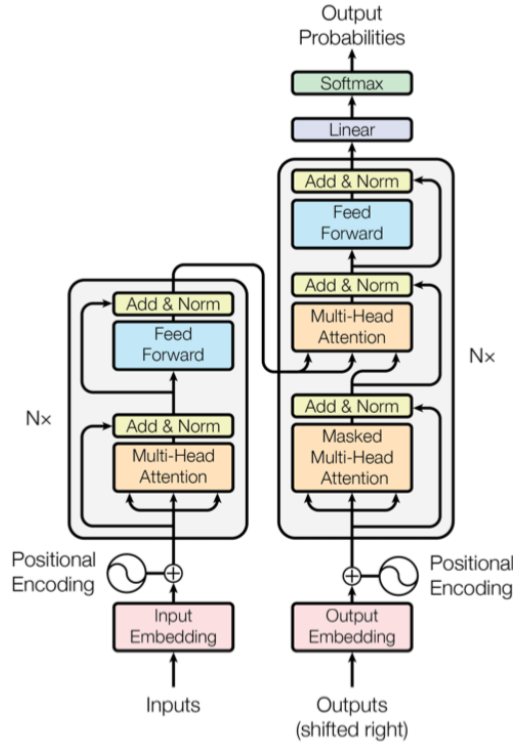 Output
Probabilities
Softmax
Linear
Add & Norm
Feed
Forward
Add & Norm
Multi-Head
Attention
Add & Norm
Masked
Multi-Head
Attention
Nx
Positional
Encoding
Output
Embedding
Outputs
(shifted right)
Add & Norm
Feed
Forward
Add & Norm
Multi-Head
Attention
Nx
Positional
Encoding
Input
Embedding
Inputs